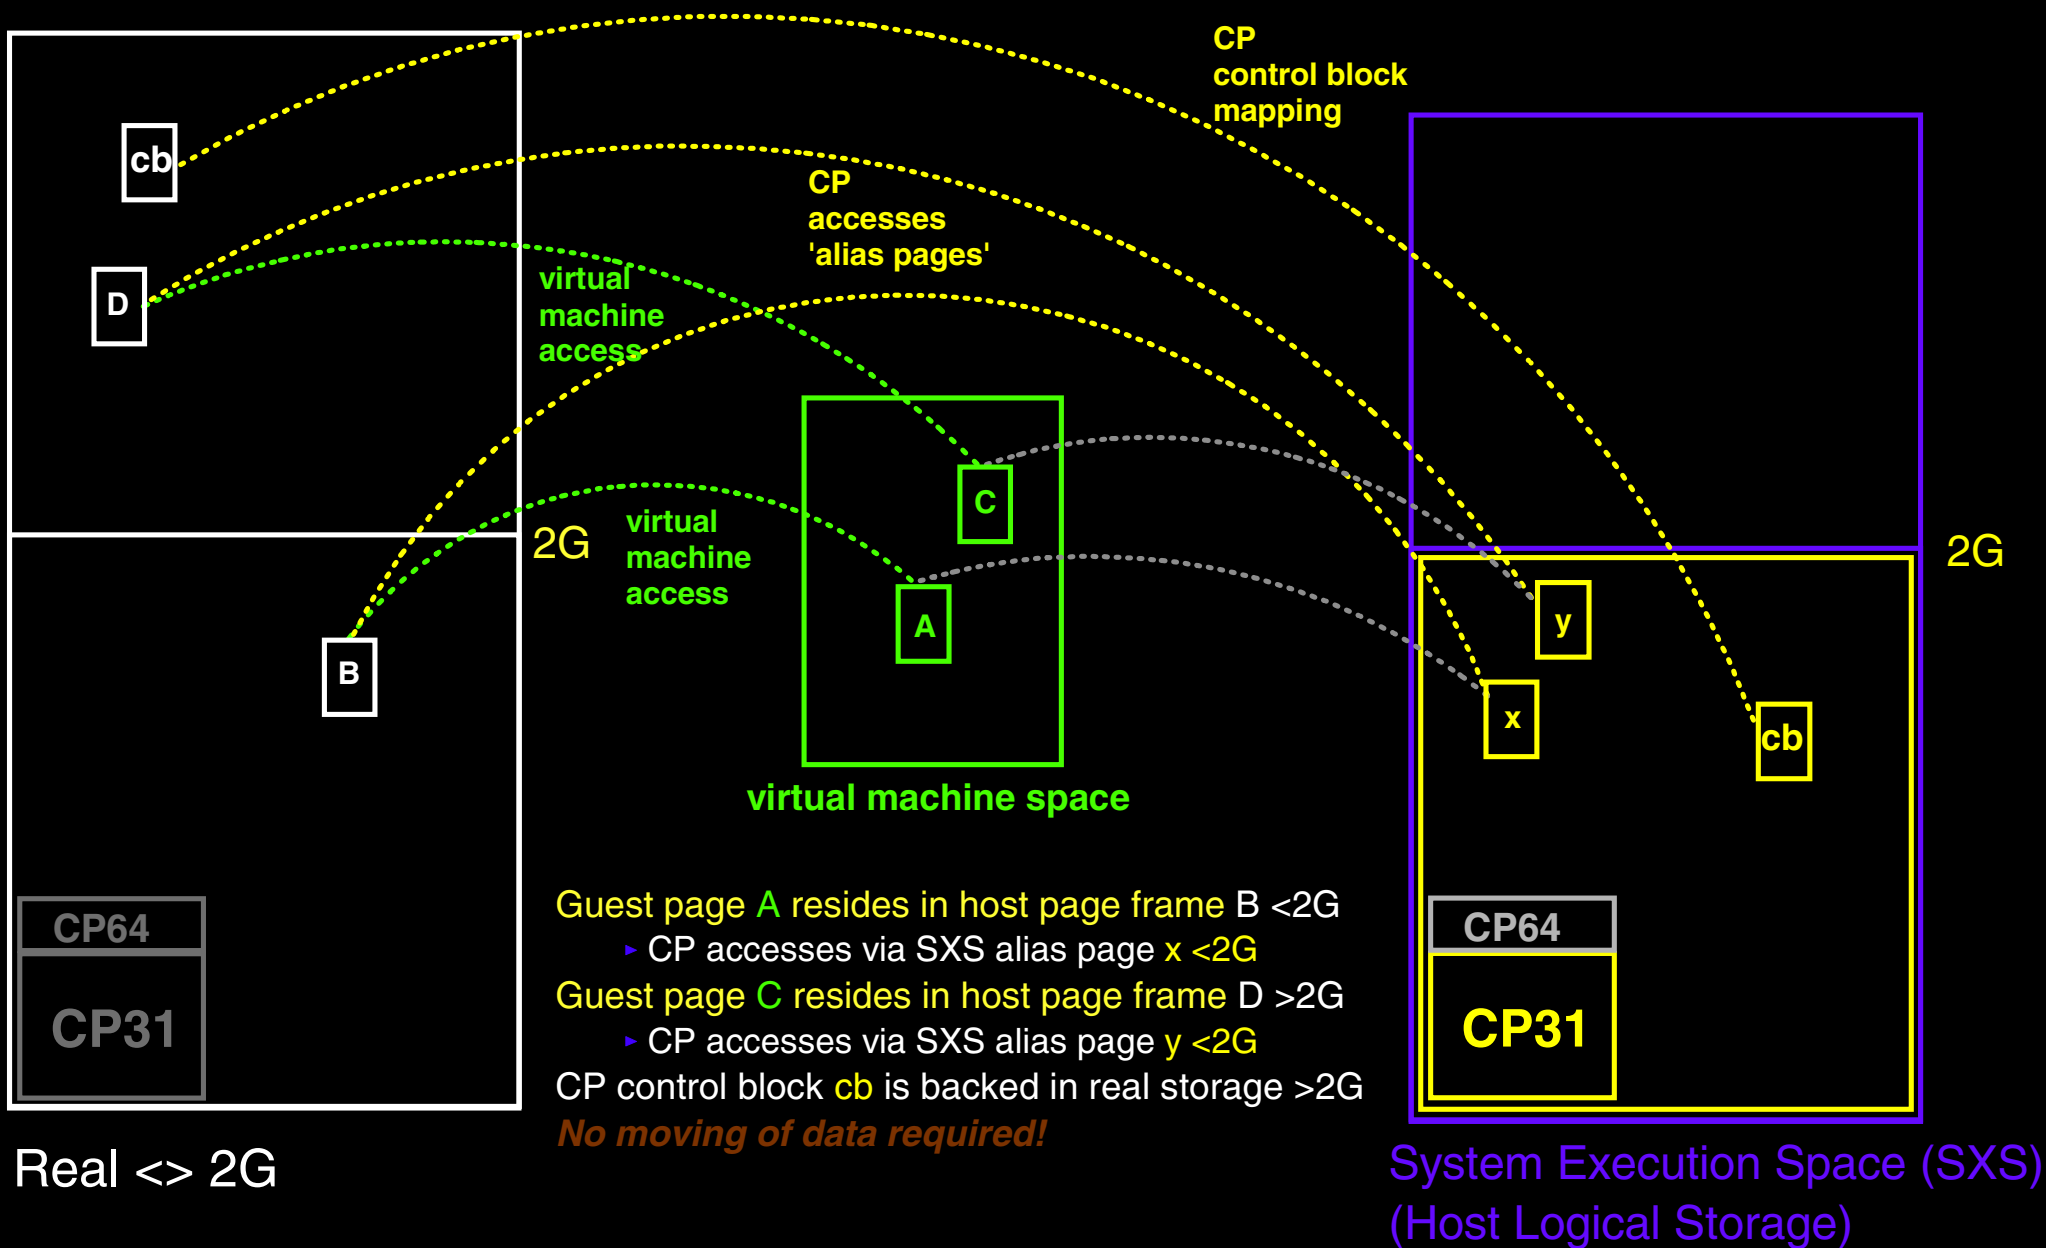 CP
control block
mapping
cb
CP
accesses
'alias pages'
D
virtual
machine
access
C
virtual
machine
access
2G
2G
A
y
B
x
cb
virtual machine space
Guest page A resides in host page frame B <2G
► CP accesses via SXS alias page x <2G
Guest page C resides in host page frame D >2G
► CP accesses via SXS alias page y <2G
CP control block cb is backed in real storage >2G
No moving of data required!
CP64
CP31
CP64
CP31
Real <> 2G
System Execution Space (SXS)
(Host Logical Storage)